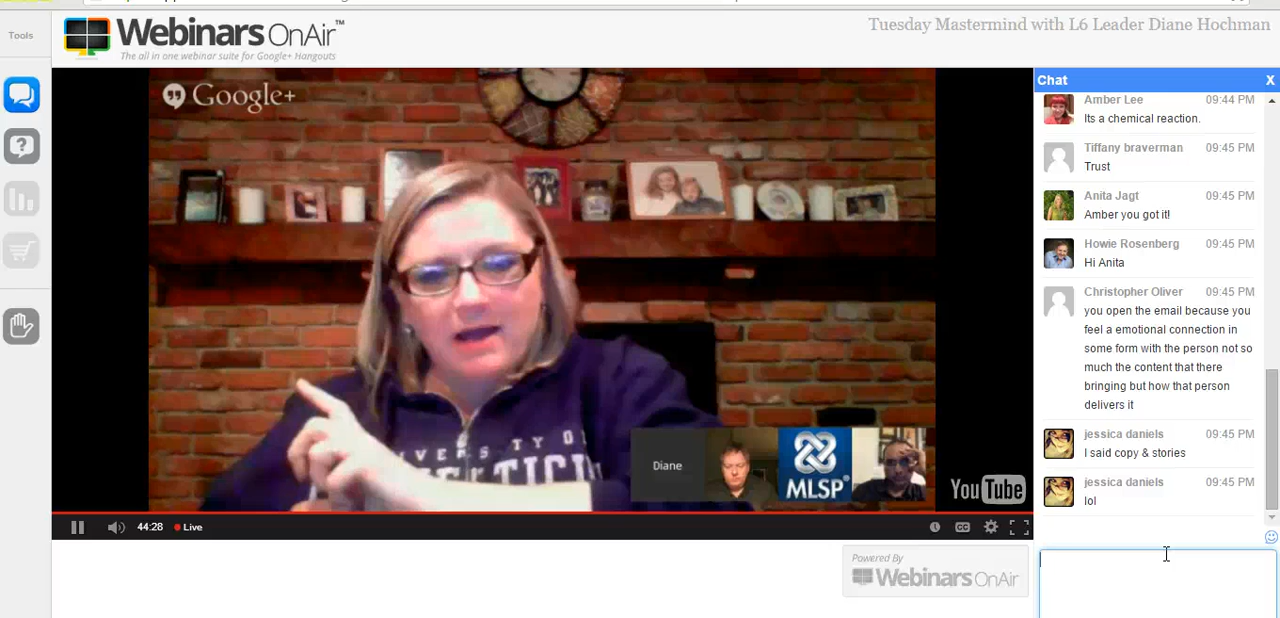 Tools
Webinars OnAir™
The all in one webinar suite for Google+ Hangouts
Tuesday Mastermind with L6 Leader Diane Hochman
Google+
Diane
MLSP
YouTube
44:28
Live
CC
Powered By
Webinars OnAir
Chat X
Amber Lee 09:44 PM
Its a chemical reaction.
Tiffany braverman 09:45 PM
Trust
Anita Jagt 09:45 PM
Amber you got it!
Howie Rosenberg 09:45 PM
Hi Anita
Christopher Oliver 09:45 PM
you open the email because you
feel a emotional connection in
some form with the person not so
much the content that there
bringing but how that person
delivers it
jessica daniels 09:45 PM
I said copy & stories
jessica daniels 09:45 PM
lol